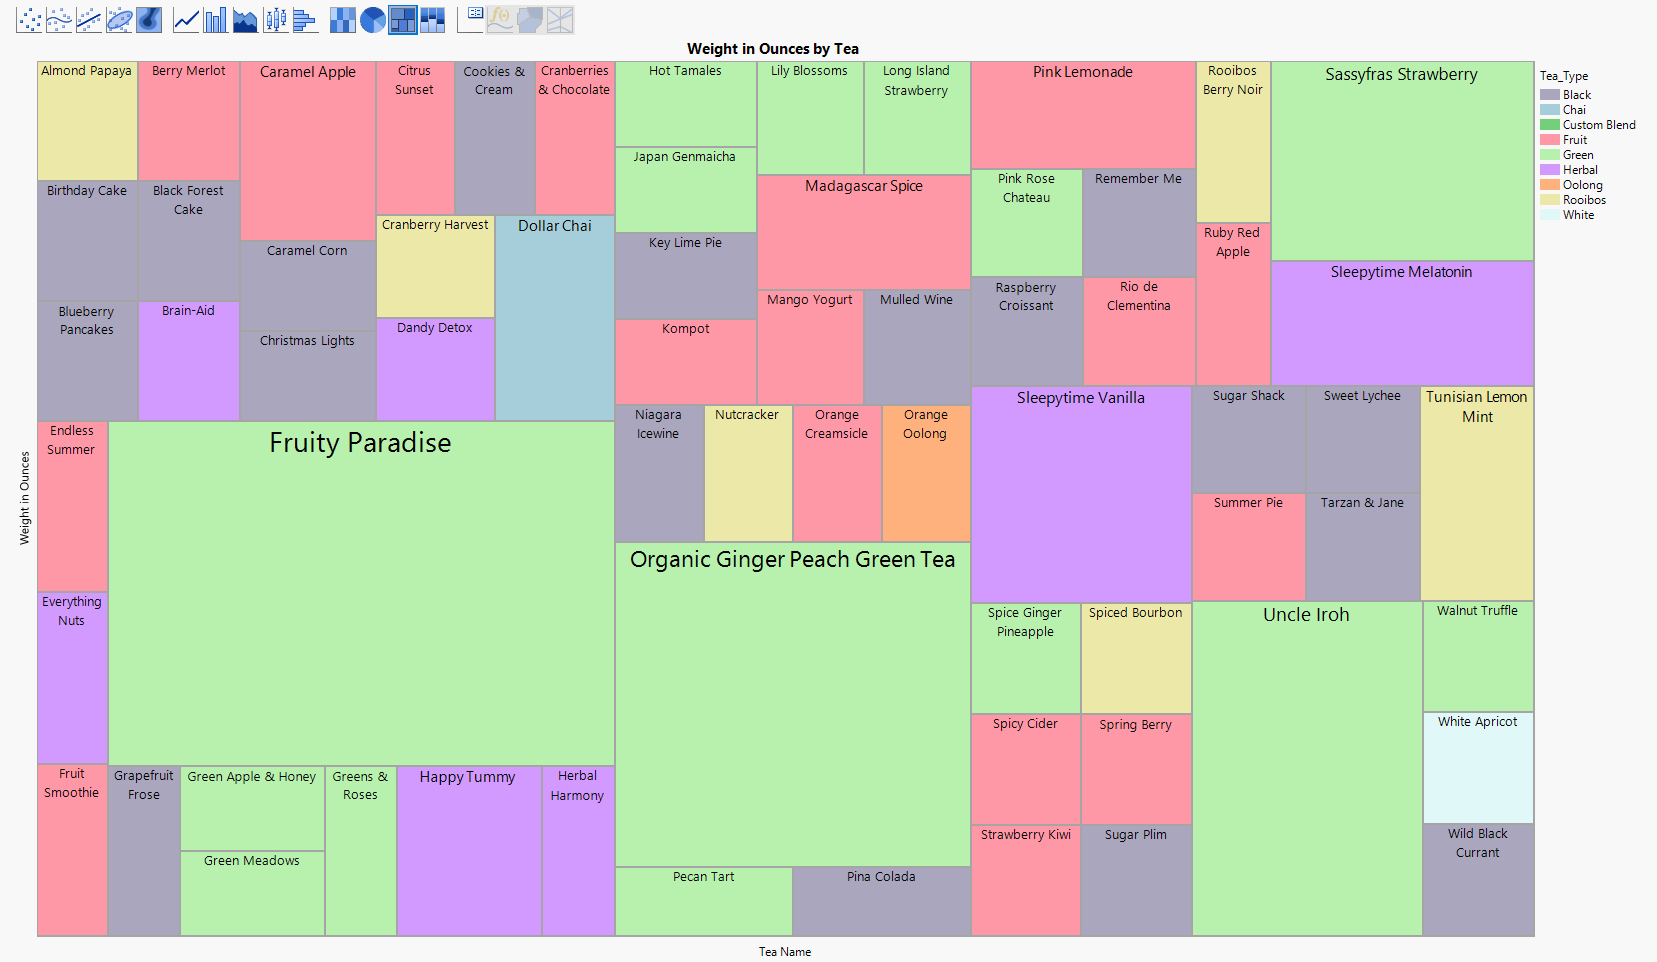 Weight in Ounces by Tea
Almond Papaya
Berry Merlot
Caramel Apple
Citrus
Sunset
Cookies &
Cream
Cranberries
& Chocolate
Birthday Cake
Black Forest
Cake
Caramel Corn
Cranberry Harvest
Dollar Chai
Blueberry
Pancakes
Brain-Aid
Christmas Lights
Dandy Detox
Endless
Summer
Fruity Paradise
Everything
Nuts
Fruit
Smoothie
Grapefruit
Frose
Green Apple & Honey
Green Meadows
Greens &
Roses
Happy Tummy
Herbal
Harmony
Hot Tamales
Lily Blossoms
Long Island
Strawberry
Japan Genmaicha
Madagascar Spice
Key Lime Pie
Kompot
Mango Yogurt
Mulled Wine
Niagara
Icewine
Nutcracker
Orange
Creamsicle
Orange
Oolong
Organic Ginger Peach Green Tea
Pecan Tart
Pina Colada
Pink Lemonade
Rooibos
Berry Noir
Sassyfras Strawberry
Pink Rose
Chateau
Remember Me
Ruby Red
Apple
Raspberry
Croissant
Rio de
Clementina
Sleepytime Melatonin
Sleepytime Vanilla
Sugar Shack
Sweet Lychee
Tunisian Lemon
Mint
Summer Pie
Tarzan & Jane
Spice Ginger
Pineapple
Spiced Bourbon
Uncle Iroh
Walnut Truffle
Spicy Cider
Spring Berry
White Apricot
Strawberry Kiwi
Sugar Plim
Wild Black
Currant
Weight in Ounces
Tea Name
Tea_Type
Black
Chai
Custom Blend
Fruit
Green
Herbal
Oolong
Rooibos
White